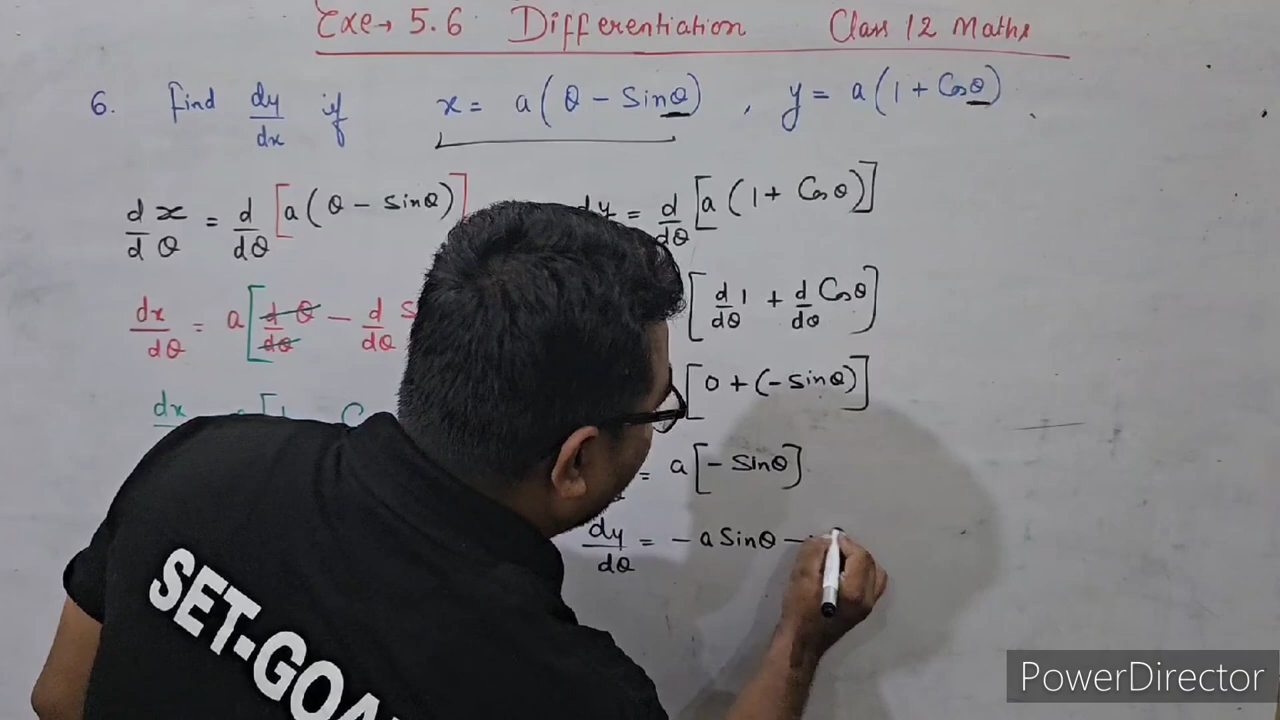 Exe→ 5.6 Differentiation Class 12 Maths
6. Find dy/dx if x = a(θ - Sinθ) , y = a(1 + Cosθ)
d x/d θ = d/dθ [a(θ - sinθ)]
dy = d/dθ [a(1 + Cosθ)]
dx/dθ = a[d θ/dθ - d/dθ
[d/dθ 1 + d/dθ Cosθ]
dx
[0 + (- sinθ)]
= a[- Sinθ]
dy/dθ = - a Sinθ -
SET-GOA
PowerDirector